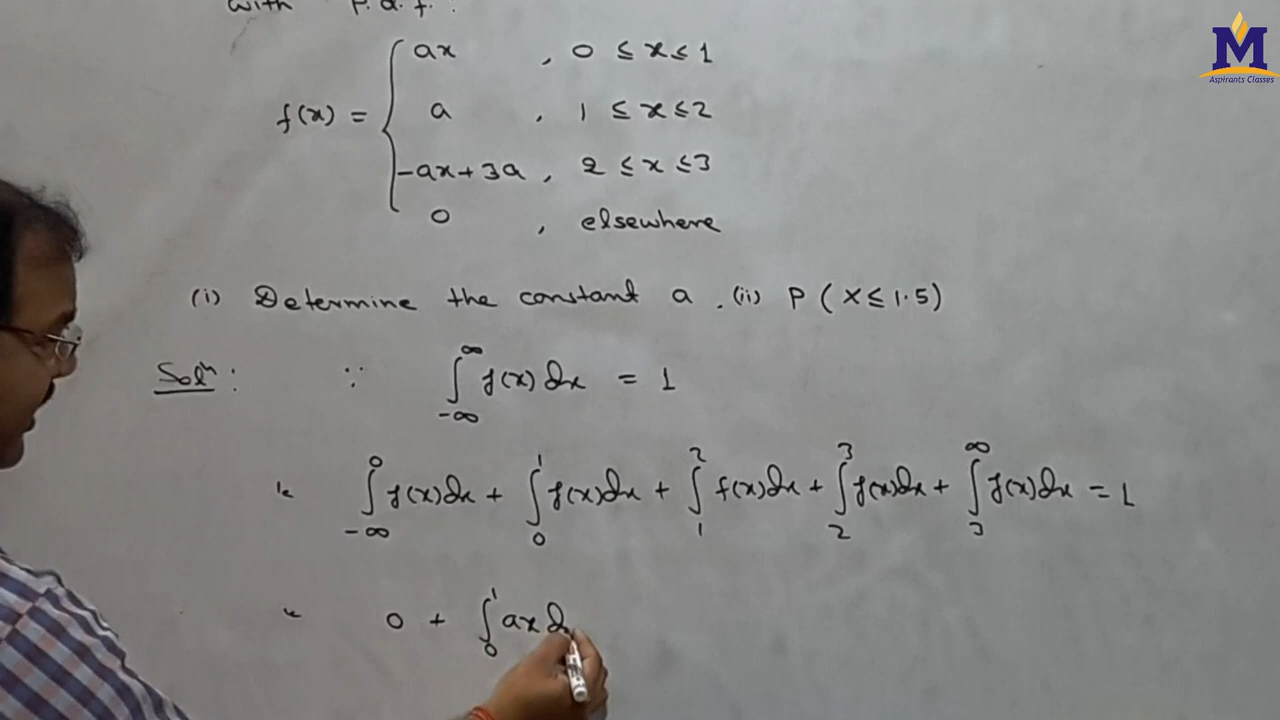 with P.d.f. :
f(x) = { ax , 0 ≤ x ≤ 1
a , 1 ≤ x ≤ 2
-ax + 3a , 2 ≤ x ≤ 3
0 , elsewhere
(i) Determine the constant a . (ii) P ( X ≤ 1.5)
Solⁿ : ∵ ∫_{-∞}^{∞} f(x) dx = 1
∫_{-∞}^{0} f(x) dx + ∫_{0}^{1} f(x) dx + ∫_{1}^{2} f(x) dx + ∫_{2}^{3} f(x) dx + ∫_{3}^{∞} f(x) dx = 1
0 + ∫_{0}^{1} ax d
M
Aspirants Classes